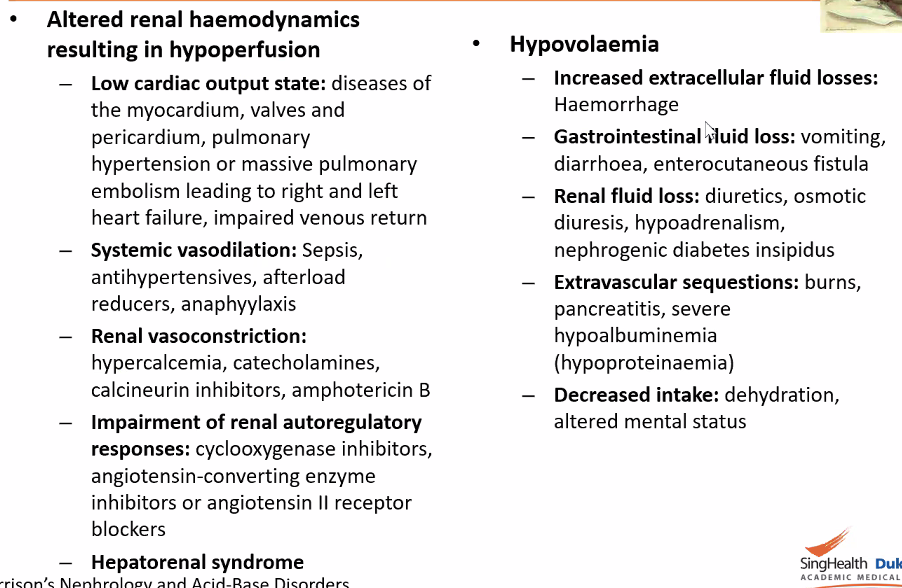 • Altered renal haemodynamics
resulting in hypoperfusion
– Low cardiac output state: diseases of
the myocardium, valves and
pericardium, pulmonary
hypertension or massive pulmonary
embolism leading to right and left
heart failure, impaired venous return
– Systemic vasodilation: Sepsis,
antihypertensives, afterload
reducers, anaphyylaxis
– Renal vasoconstriction:
hypercalcemia, catecholamines,
calcineurin inhibitors, amphotericin B
– Impairment of renal autoregulatory
responses: cyclooxygenase inhibitors,
angiotensin-converting enzyme
inhibitors or angiotensin II receptor
blockers
– Hepatorenal syndrome
• Hypovolaemia
– Increased extracellular fluid losses:
Haemorrhage
– Gastrointestinal fluid loss: vomiting,
diarrhoea, enterocutaneous fistula
– Renal fluid loss: diuretics, osmotic
diuresis, hypoadrenalism,
nephrogenic diabetes insipidus
– Extravascular sequestions: burns,
pancreatitis, severe
hypoalbuminemia
(hypoproteinaemia)
– Decreased intake: dehydration,
altered mental status
rrison's Nephrology and Acid-Base Disorders
SingHealth Duk
ACADEMIC MEDICAL